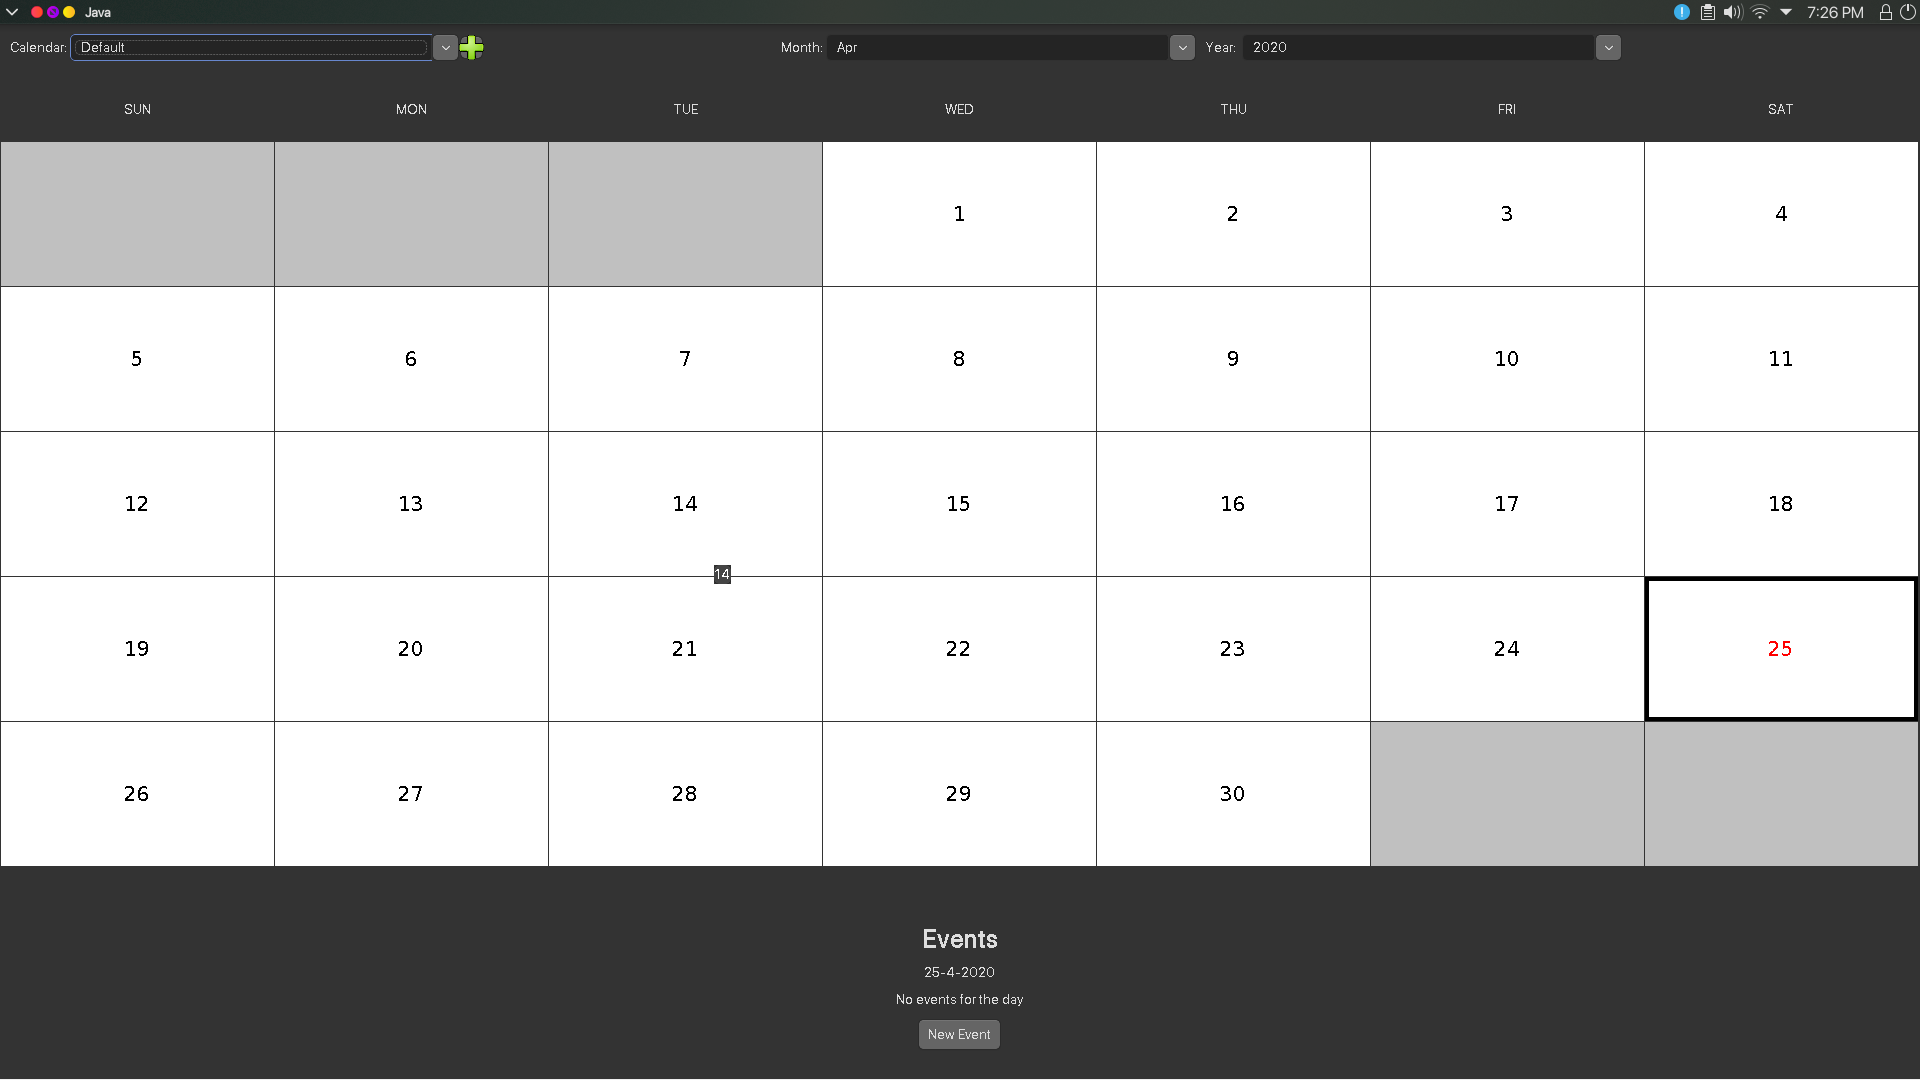 Java 7:26 PM
Calendar: Default Month: Apr Year: 2020
SUN MON TUE WED THU FRI SAT
1 2 3 4
5 6 7 8 9 10 11
12 13 14 15 16 17 18
14
19 20 21 22 23 24 25
26 27 28 29 30
Events
25-4-2020
No events for the day
New Event